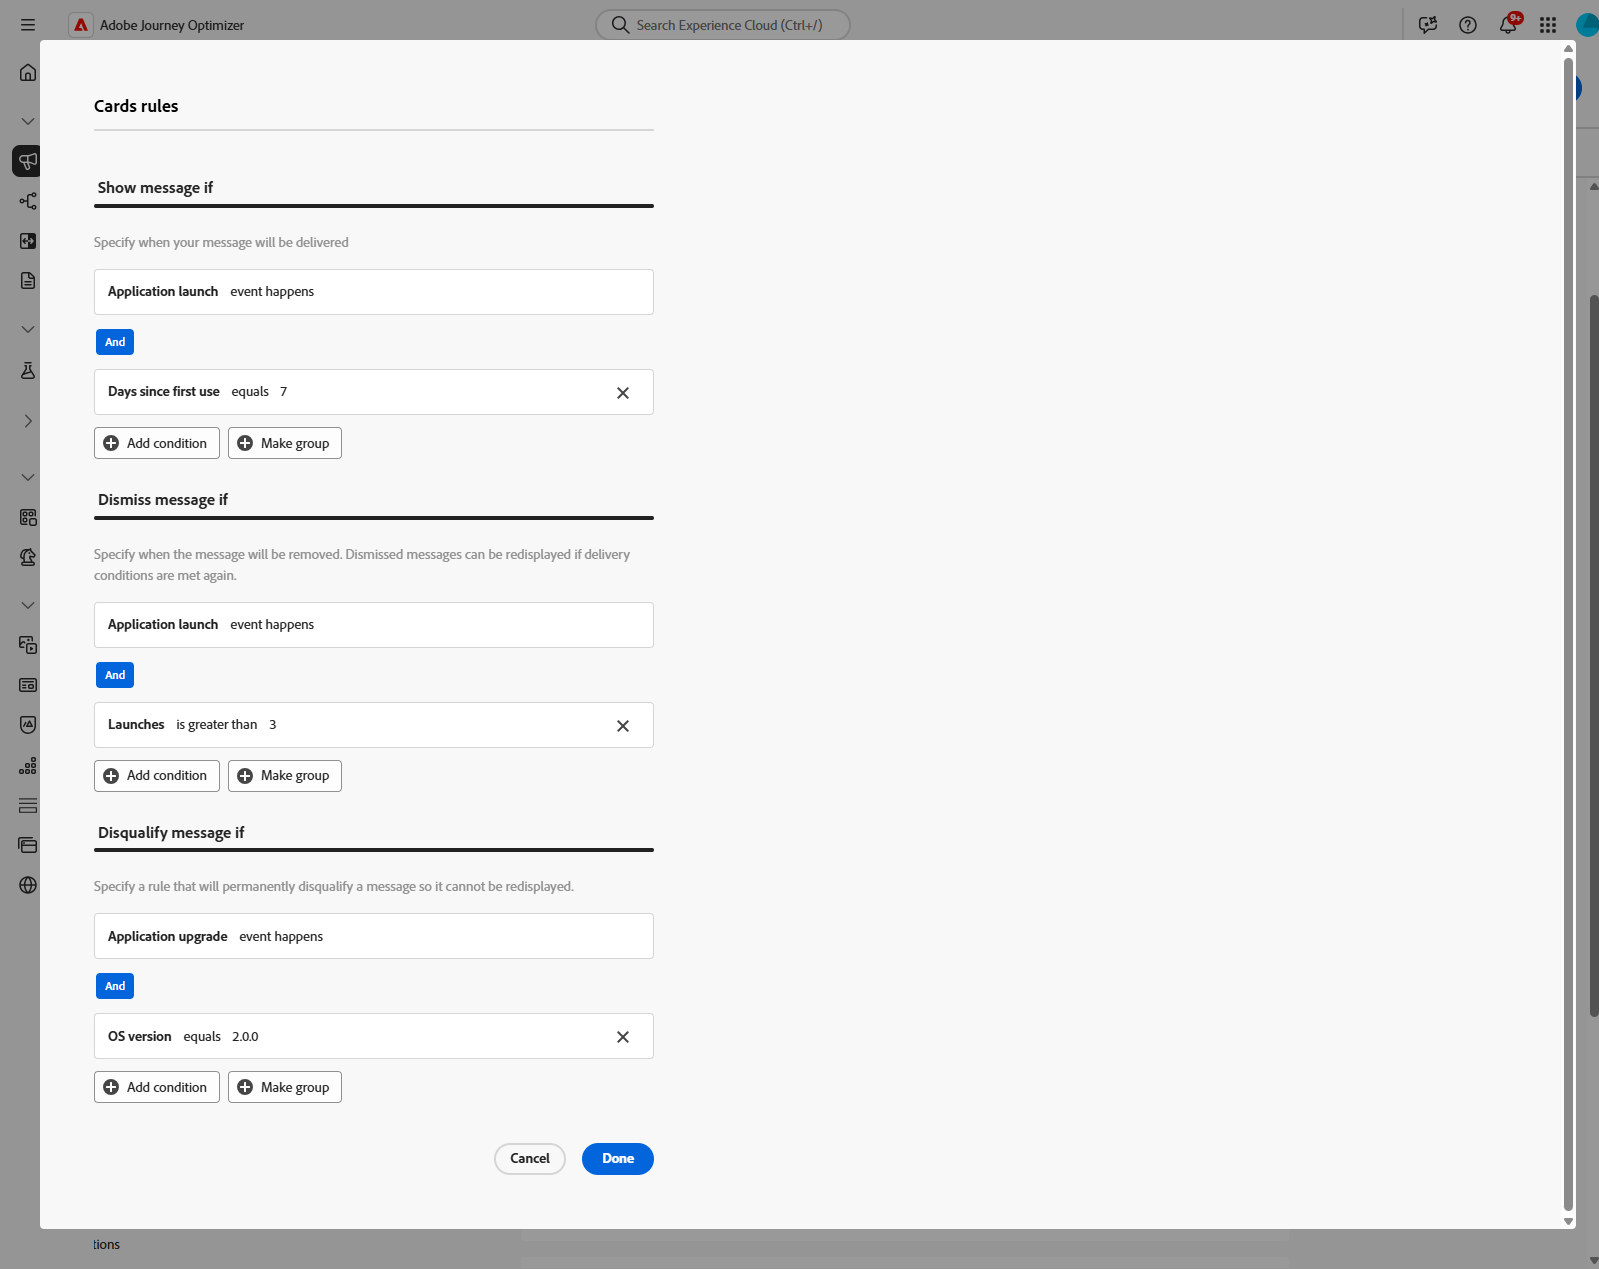 Adobe Journey Optimizer
Search Experience Cloud (Ctrl+/)
9+
Cards rules
Show message if
Specify when your message will be delivered
Application launch event happens
And
Days since first use equals 7
Add condition Make group
Dismiss message if
Specify when the message will be removed. Dismissed messages can be redisplayed if delivery
conditions are met again.
Application launch event happens
And
Launches is greater than 3
Add condition Make group
Disqualify message if
Specify a rule that will permanently disqualify a message so it cannot be redisplayed.
Application upgrade event happens
And
OS version equals 2.0.0
Add condition Make group
Cancel Done
tions